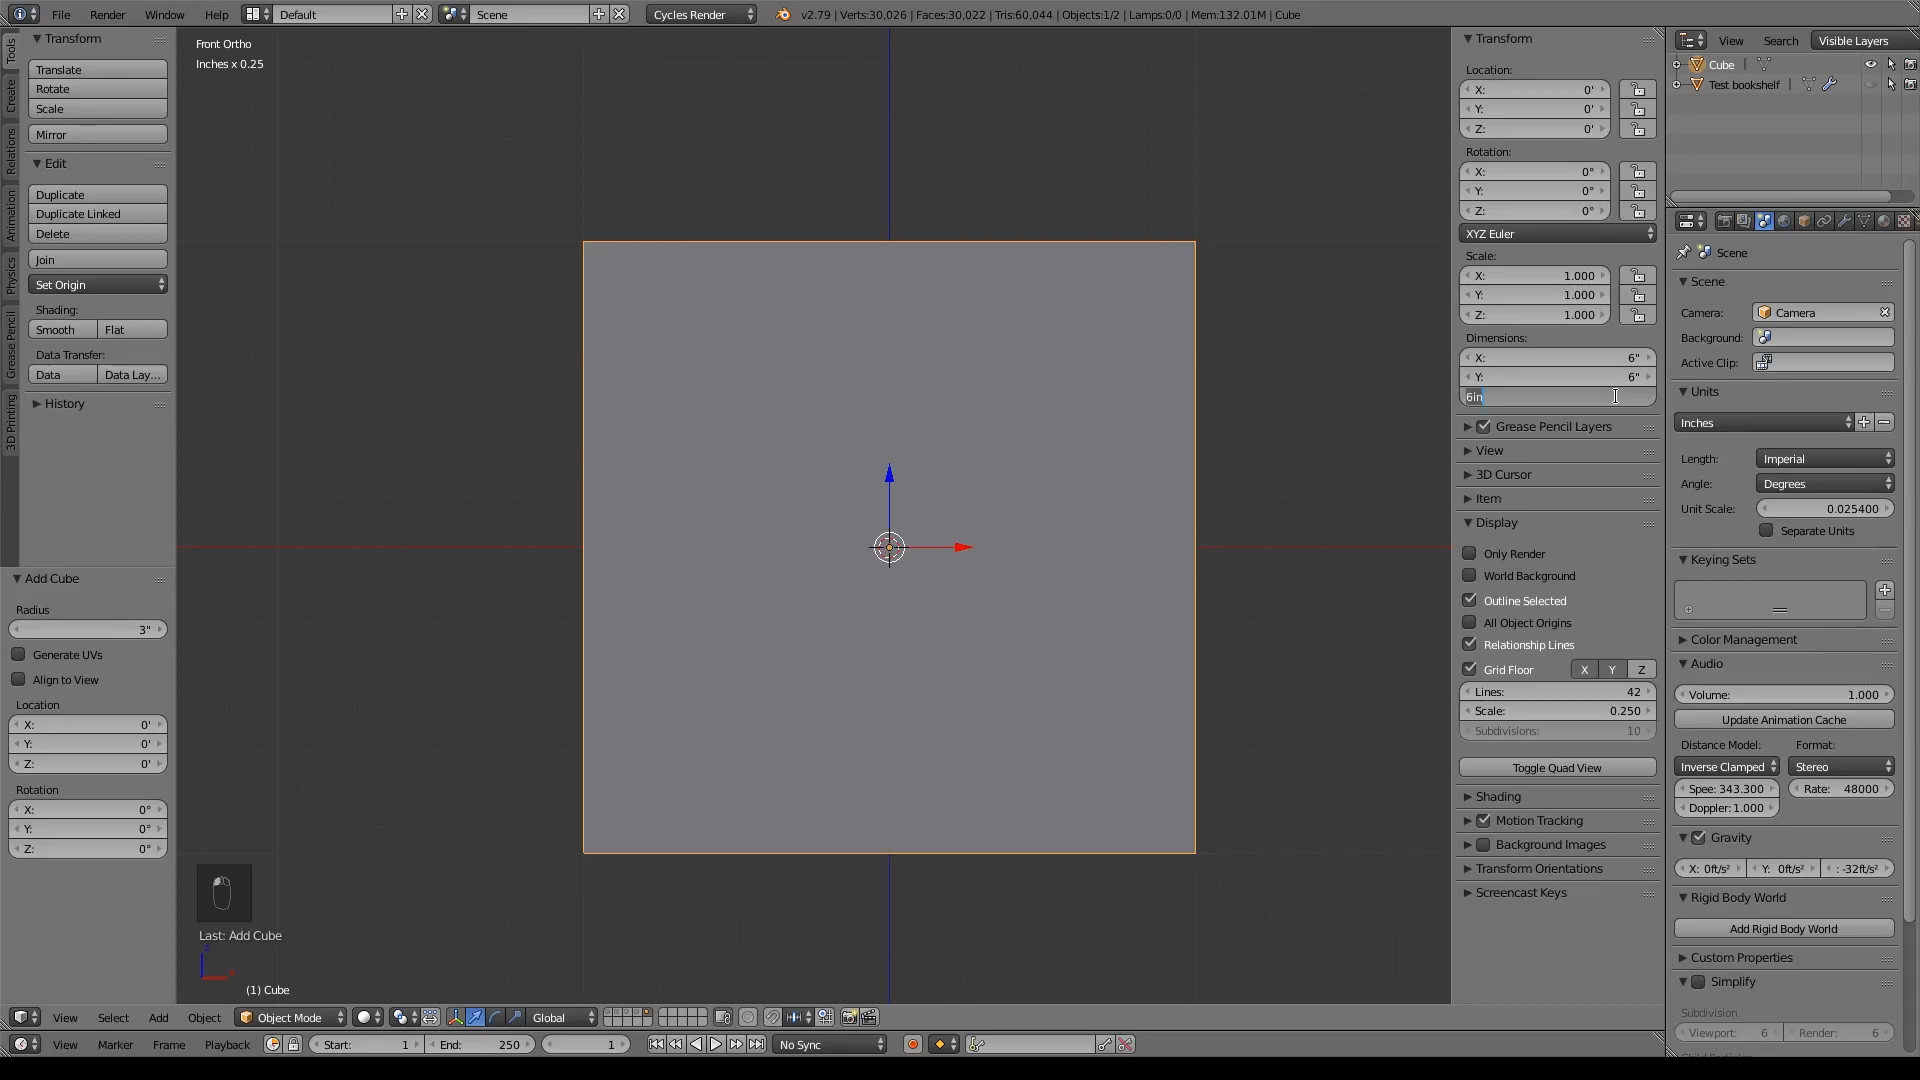 File Render Window Help Default Scene Cycles Render v2.79 | Verts:30,026 | Faces:30,022 | Tris:60,044 | Objects:1/2 | Lamps:0/0 | Mem:132.01M | Cube
Tools
Create
Relations
Animation
Physics
Grease Pencil
3D Printing
Transform
Translate
Rotate
Scale
Mirror
Edit
Duplicate
Duplicate Linked
Delete
Join
Set Origin
Shading:
Smooth Flat
Data Transfer:
Data Data Lay...
History
Add Cube
Radius
3"
Generate UVs
Align to View
Location
X: 0'
Y: 0'
Z: 0'
Rotation
X: 0°
Y: 0°
Z: 0°
Front Ortho
Inches x 0.25
Last: Add Cube
(1) Cube
Transform
Location:
X: 0'
Y: 0'
Z: 0'
Rotation:
X: 0°
Y: 0°
Z: 0°
XYZ Euler
Scale:
X: 1.000
Y: 1.000
Z: 1.000
Dimensions:
X: 6"
Y: 6"
6in
Grease Pencil Layers
View
3D Cursor
Item
Display
Only Render
World Background
Outline Selected
All Object Origins
Relationship Lines
Grid Floor X Y Z
Lines: 42
Scale: 0.250
Subdivisions: 10
Toggle Quad View
Shading
Motion Tracking
Background Images
Transform Orientations
Screencast Keys
View Search Visible Layers
Cube
Test bookshelf
Scene
Scene
Camera: Camera
Background:
Active Clip:
Units
Inches
Length: Imperial
Angle: Degrees
Unit Scale: 0.025400
Separate Units
Keying Sets
Color Management
Audio
Volume: 1.000
Update Animation Cache
Distance Model: Format:
Inverse Clamped Stereo
Spee: 343.300 Rate: 48000
Doppler: 1.000
Gravity
X: 0ft/s² Y: 0ft/s² : -32ft/s²
Rigid Body World
Add Rigid Body World
Custom Properties
Simplify
Subdivision
Viewport: 6 Render: 6
View Select Add Object Object Mode Global
View Marker Frame Playback Start: 1 End: 250 1 No Sync